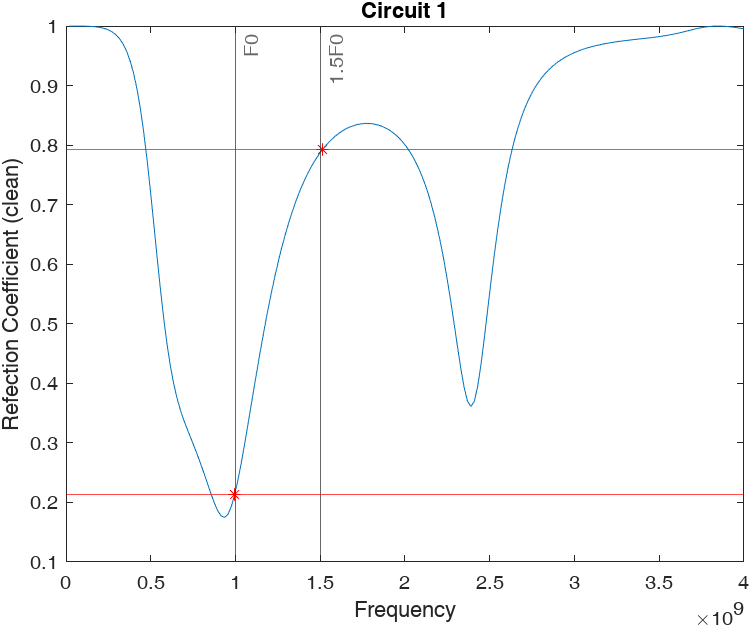 Circuit 1
Refection Coefficient (clean)
1
0.9
0.8
0.7
0.6
0.5
0.4
0.3
0.2
0.1
F0
1.5F0
0 0.5 1 1.5 2 2.5 3 3.5 4
Frequency
×10⁹